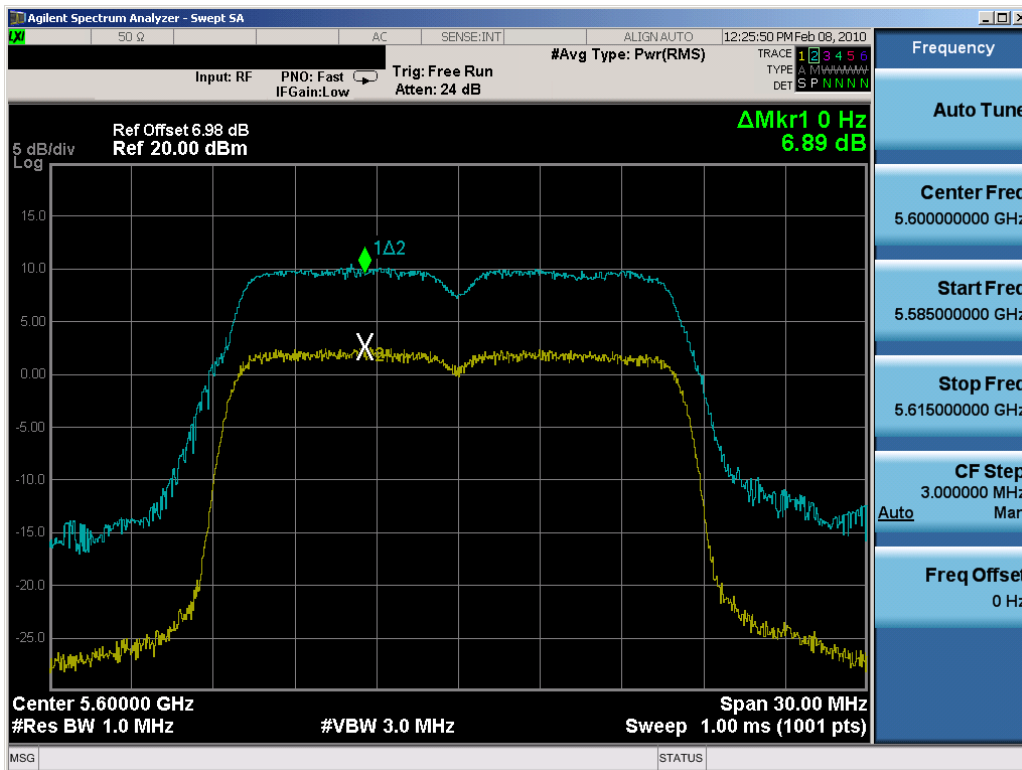 Agilent Spectrum Analyzer - Swept SA
LXI 50 Ω AC SENSE:INT ALIGN AUTO 12:25:50 PM Feb 08, 2010
Frequency
#Avg Type: Pwr(RMS)
TRACE 1 2 3 4 5 6
Input: RF PNO: Fast Trig: Free Run
TYPE A M W W W W
IFGain:Low Atten: 24 dB
DET S P N N N N
ΔMkr1 0 Hz
6.89 dB
Ref Offset 6.98 dB
5 dB/div Ref 20.00 dBm
Log
15.0
10.0
5.00
0.00
-5.00
-10.0
-15.0
-20.0
-25.0
1Δ2
Center 5.60000 GHz Span 30.00 MHz
#Res BW 1.0 MHz #VBW 3.0 MHz Sweep 1.00 ms (1001 pts)
Auto Tune
Center Freq
5.600000000 GHz
Start Freq
5.585000000 GHz
Stop Freq
5.615000000 GHz
CF Step
3.000000 MHz
Auto Man
Freq Offset
0 Hz
MSG STATUS